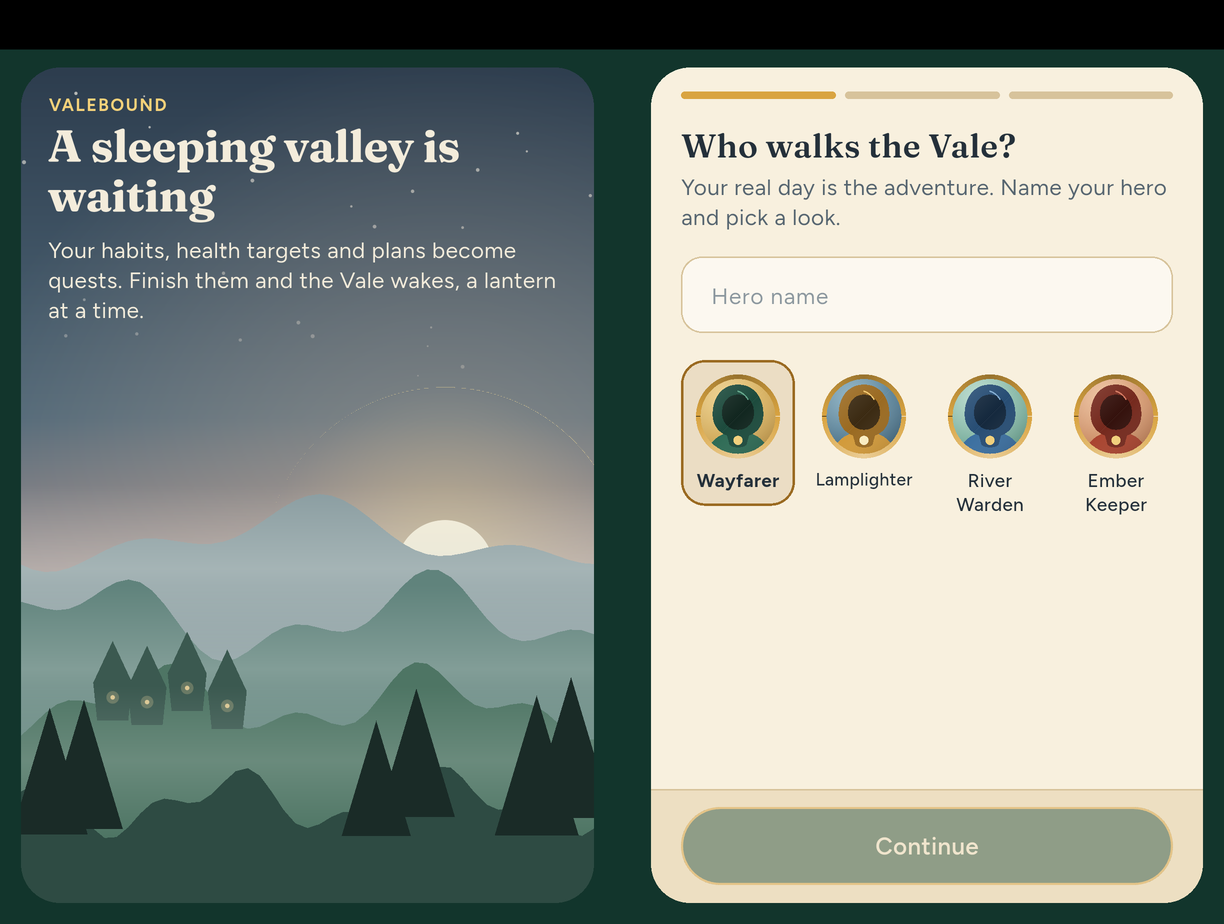 VALEBOUND
A sleeping valley is
waiting
Your habits, health targets and plans become
quests. Finish them and the Vale wakes, a lantern
at a time.
Who walks the Vale?
Your real day is the adventure. Name your hero
and pick a look.
Hero name
Wayfarer
Lamplighter
River
Warden
Ember
Keeper
Continue